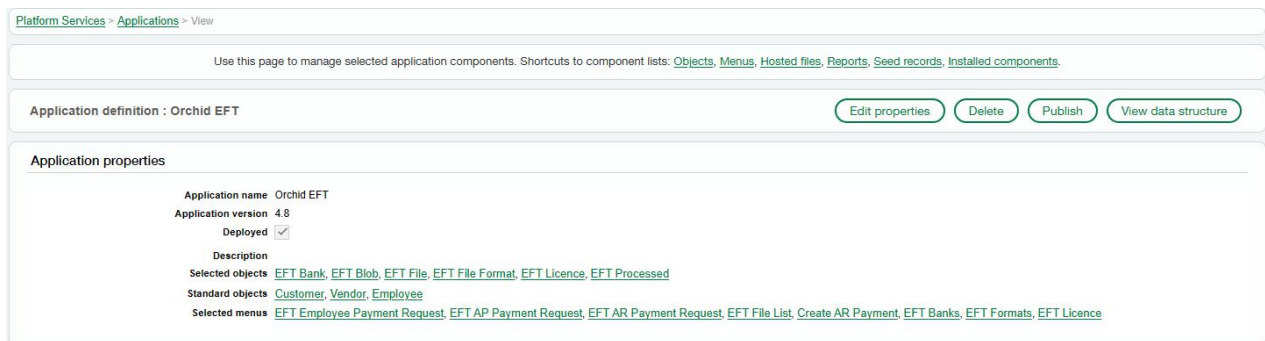 Platform Services > Applications > View
Use this page to manage selected application components. Shortcuts to component lists: Objects, Menus, Hosted files, Reports, Seed records, Installed components.
Application definition : Orchid EFT
Edit properties
Delete
Publish
View data structure
Application properties
Application name Orchid EFT
Application version 4.8
Deployed
Description
Selected objects EFT Bank, EFT Blob, EFT File, EFT File Format, EFT Licence, EFT Processed
Standard objects Customer, Vendor, Employee
Selected menus EFT Employee Payment Request, EFT AP Payment Request, EFT AR Payment Request, EFT File List, Create AR Payment, EFT Banks, EFT Formats, EFT Licence